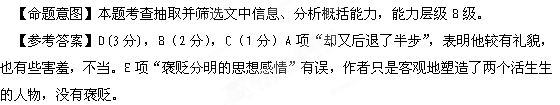 【命题意图】本题考查抽取并筛选文中信息、分析概括能力，能力层级 B 级。
【参考答案】D(3 分)，B（2 分），C（1 分）A 项“却又后退了半步”，表明他较有礼貌，
也有些害羞，不当。E 项“褒贬分明的思想感情”有误，作者只是客观地塑造了两个活生生
的人物，没有褒贬。